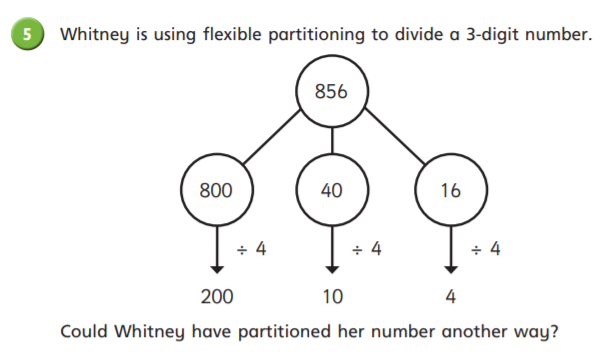 5 Whitney is using flexible partitioning to divide a 3-digit number.
856
800 40 16
÷ 4 ÷ 4 ÷ 4
200 10 4
Could Whitney have partitioned her number another way?